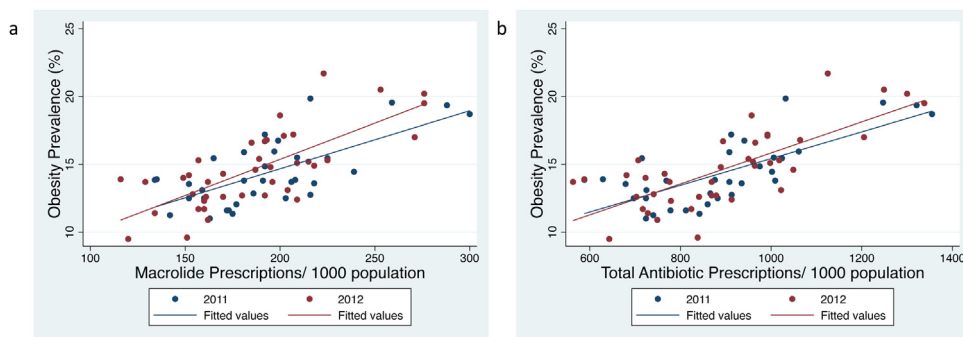 a
25
20
15
10
Obesity Prevalence (%)
100 150 200 250 300
Macrolide Prescriptions/ 1000 population
2011 2012
Fitted values Fitted values
b
25
20
15
10
Obesity Prevalence (%)
600 800 1000 1200 1400
Total Antibiotic Prescriptions/ 1000 population
2011 2012
Fitted values Fitted values